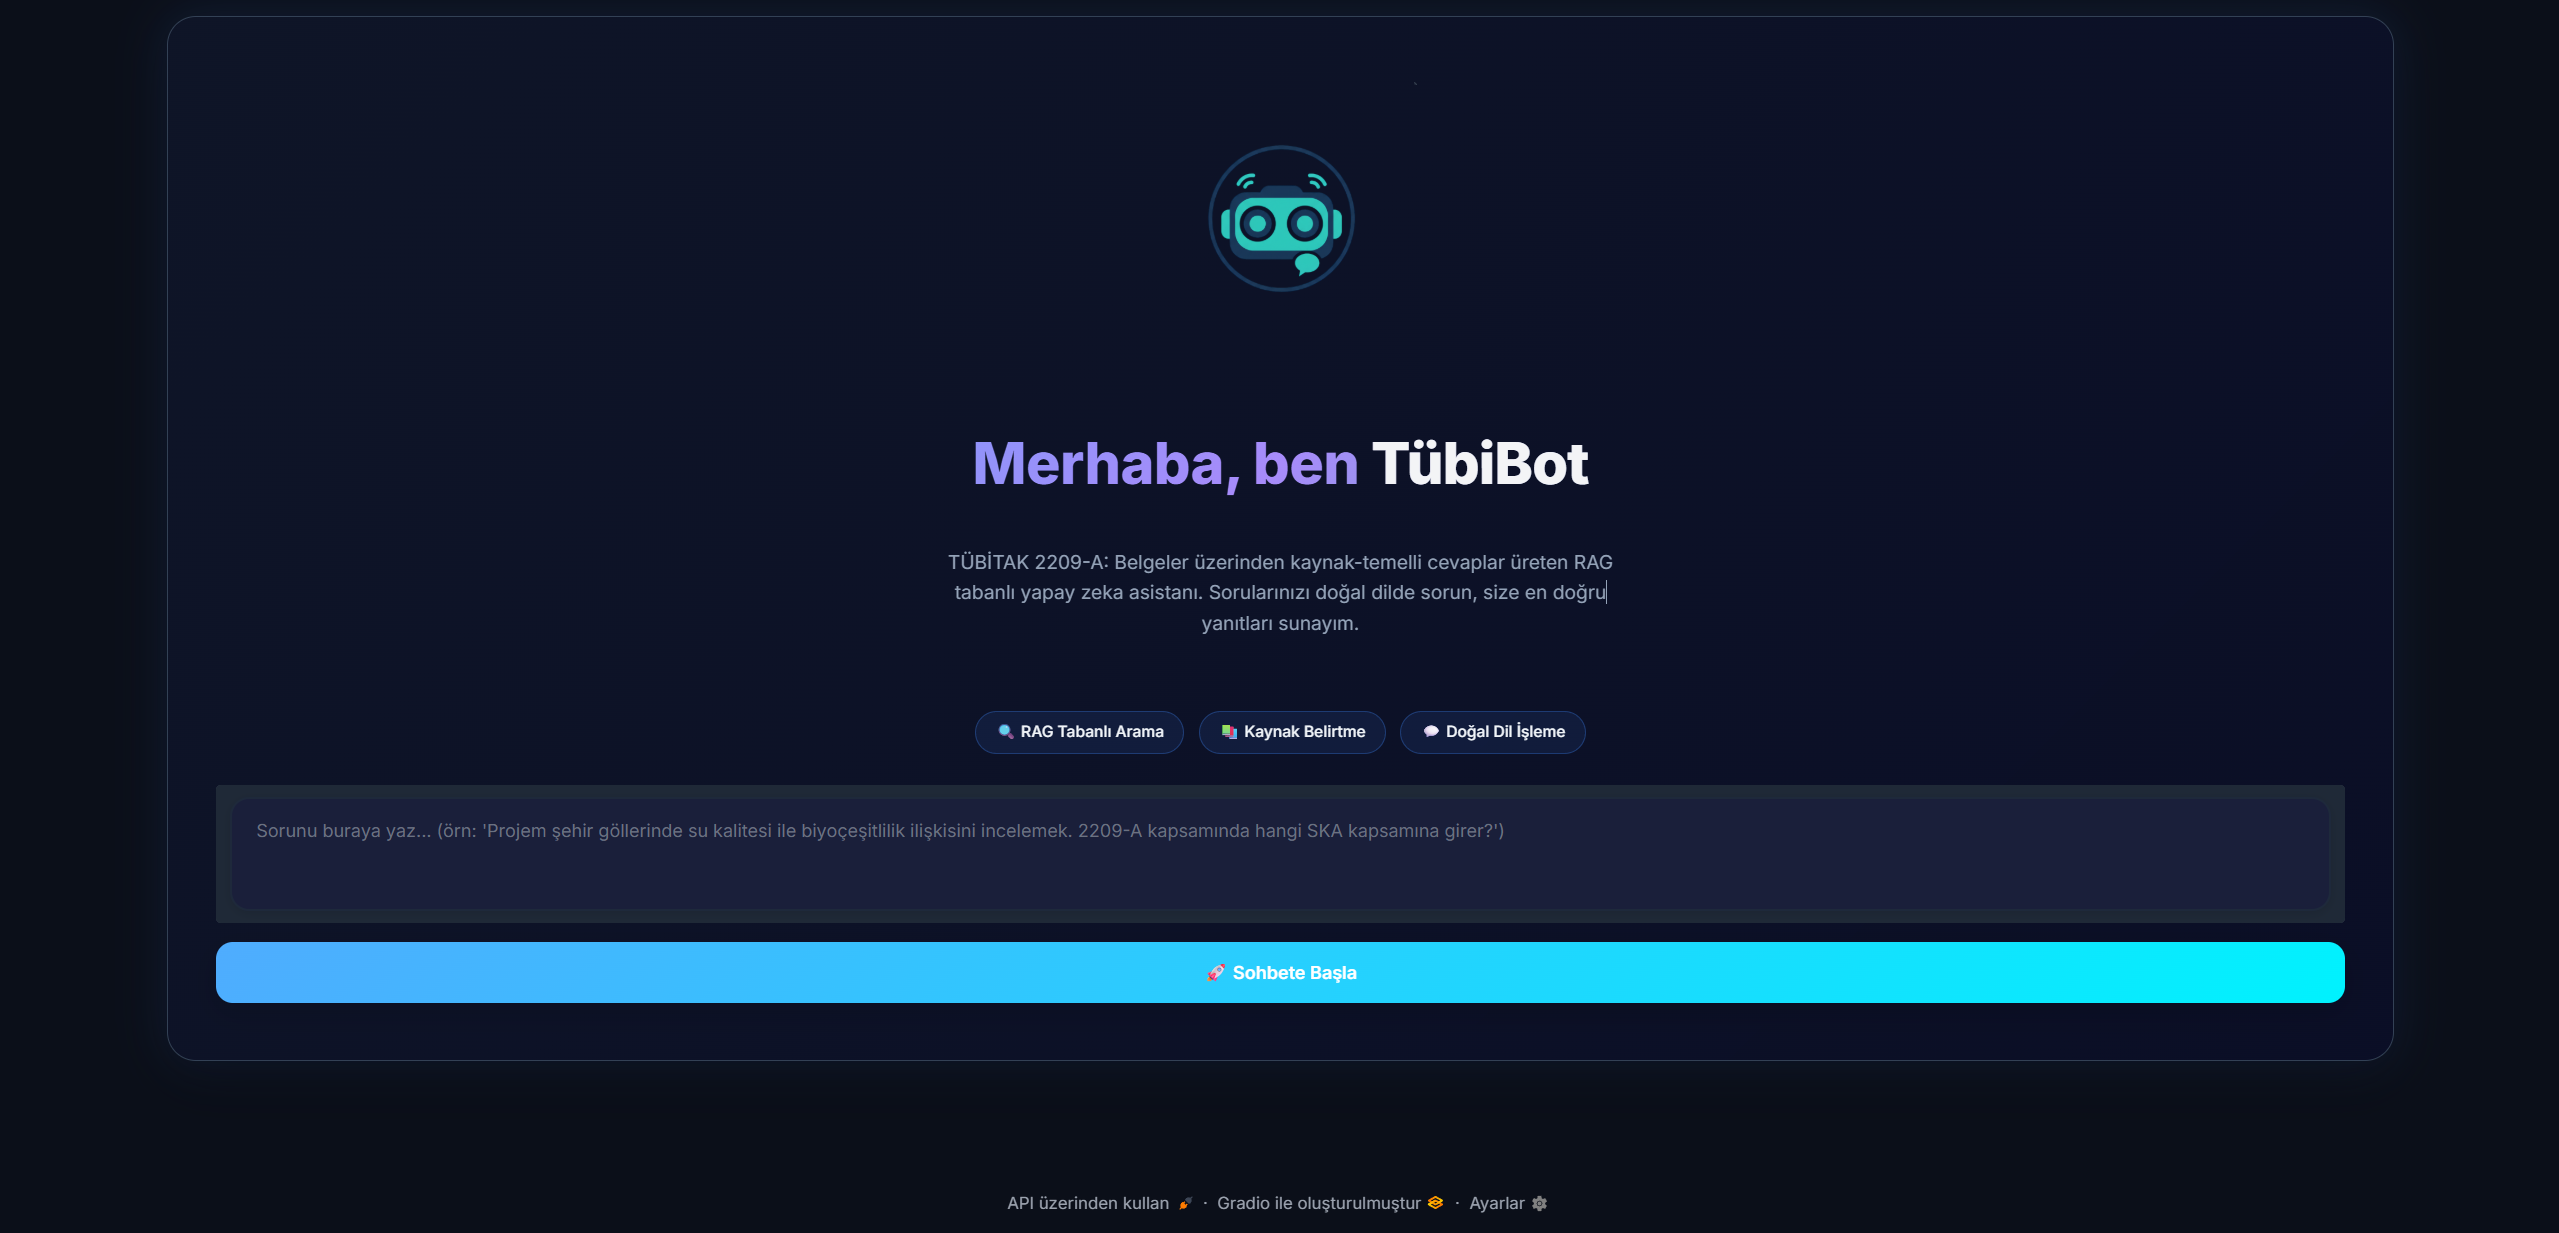 Merhaba, ben TübiBot
TÜBİTAK 2209-A: Belgeler üzerinden kaynak-temelli cevaplar üreten RAG
tabanlı yapay zeka asistanı. Sorularınızı doğal dilde sorun, size en doğru
yanıtları sunayım.
RAG Tabanlı Arama
Kaynak Belirtme
Doğal Dil İşleme
Sorunu buraya yaz... (örn: 'Projem şehir göllerinde su kalitesi ile biyoçeşitlilik ilişkisini incelemek. 2209-A kapsamında hangi SKA kapsamına girer?')
🚀 Sohbete Başla
API üzerinden kullan · Gradio ile oluşturulmuştur · Ayarlar